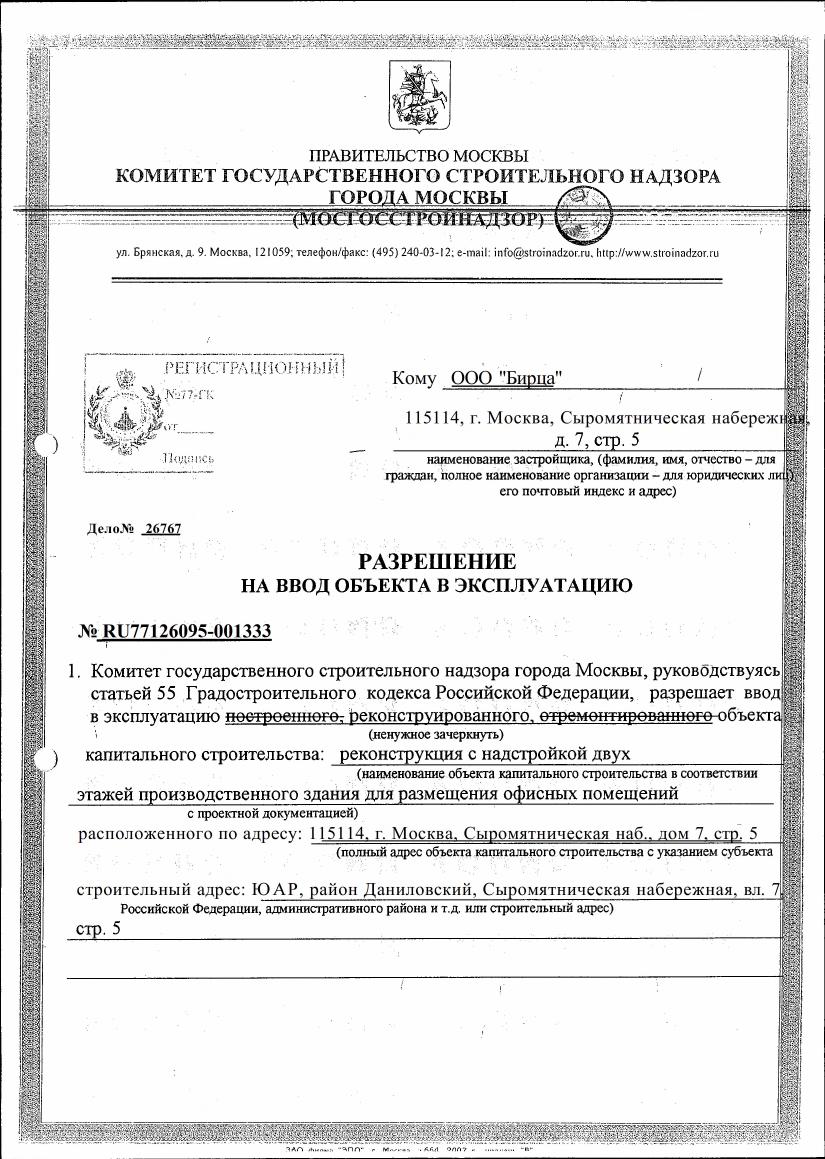 ПРАВИТЕЛЬСТВО МОСКВЫ
КОМИТЕТ ГОСУДАРСТВЕННОГО СТРОИТЕЛЬНОГО НАДЗОРА
ГОРОДА МОСКВЫ
(МОСГОССТРОЙНАДЗОР)
ул. Брянская, д. 9. Москва, 121059; телефон/факс: (495) 240-03-12; e-mail: info@stroinadzor.ru, http://www.stroinadzor.ru
РЕГИСТРАЦИОННЫЙ
№77-ГК
от
Подпись
Кому ООО "Бирца"
115114, г. Москва, Сыромятническая набережная,
д. 7, стр. 5
наименование застройщика, (фамилия, имя, отчество – для
граждан, полное наименование организации – для юридических лиц)
его почтовый индекс и адрес)
Дело№ 26767
РАЗРЕШЕНИЕ
НА ВВОД ОБЪЕКТА В ЭКСПЛУАТАЦИЮ
№ RU77126095-001333
1. Комитет государственного строительного надзора города Москвы, руководствуясь
статьей 55 Градостроительного кодекса Российской Федерации, разрешает ввод
в эксплуатацию построенного, реконструированного, отремонтированного объекта
(ненужное зачеркнуть)
капитального строительства: реконструкция с надстройкой двух
(наименование объекта капитального строительства в соответствии
этажей производственного здания для размещения офисных помещений
с проектной документацией)
расположенного по адресу: 115114, г. Москва, Сыромятническая наб., дом 7, стр. 5
(полный адрес объекта капитального строительства с указанием субъекта
строительный адрес: ЮАР, район Даниловский, Сыромятническая набережная, вл. 7,
Российской Федерации, административного района и т.д. или строительный адрес)
стр. 5